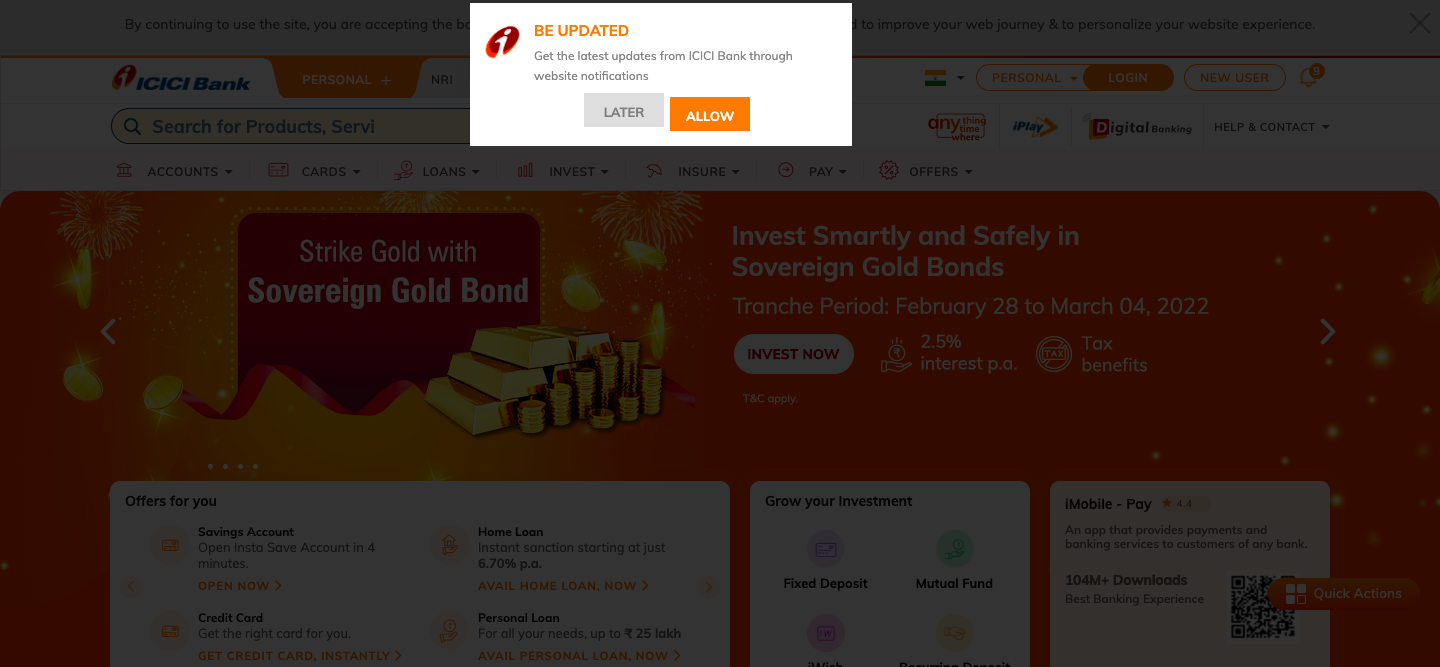 By continuing to use the site, you are accepting the
to improve your web journey & to personalize your website experience.
BE UPDATED
Get the latest updates from ICICI Bank through
website notifications
LATER
ALLOW
ICICI Bank
PERSONAL +
NRI
PERSONAL
LOGIN
NEW USER
9
Search for Products, Servi
any thing
time
where
iPlay
Digital Banking
HELP & CONTACT
ACCOUNTS
CARDS
LOANS
INVEST
INSURE
PAY
OFFERS
Strike Gold with
Sovereign Gold Bond
Invest Smartly and Safely in
Sovereign Gold Bonds
Tranche Period: February 28 to March 04, 2022
INVEST NOW
2.5%
interest p.a.
TAX
Tax
benefits
T&C apply.
Offers for you
Savings Account
Open Insta Save Account in 4
minutes.
OPEN NOW
Home Loan
Instant sanction starting at just
6.70% p.a.
AVAIL HOME LOAN, NOW
Credit Card
Get the right card for you.
GET CREDIT CARD, INSTANTLY
Personal Loan
For all your needs, up to ₹ 25 lakh
AVAIL PERSONAL LOAN, NOW
Grow your Investment
Fixed Deposit
Mutual Fund
iWish
Recurring Deposit
iMobile - Pay
4.4
An app that provides payments and
banking services to customers of any bank.
104M+ Downloads
Best Banking Experience
Quick Actions